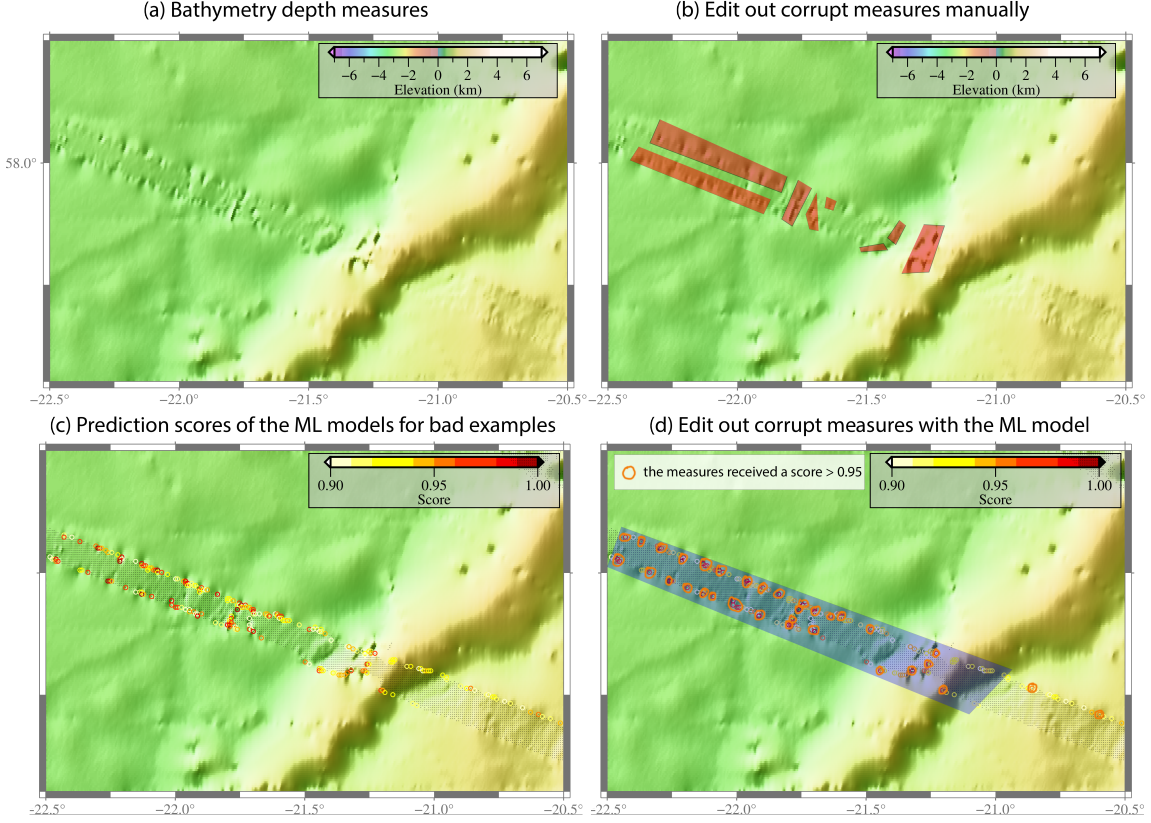 (a) Bathymetry depth measures
(b) Edit out corrupt measures manually
−6 −4 −2 0 2 4 6
Elevation (km)
−6 −4 −2 0 2 4 6
Elevation (km)
58.0°
−22.5° −22.0° −21.5° −21.0° −20.5°
−22.5° −22.0° −21.5° −21.0° −20.5°
(c) Prediction scores of the ML models for bad examples
(d) Edit out corrupt measures with the ML model
0.90 0.95 1.00
Score
the measures received a score > 0.95
0.90 0.95 1.00
Score
-22.5° −22.0° −21.5° −21.0° −20.5°
−22.5° −22.0° −21.5° −21.0° −20.5°